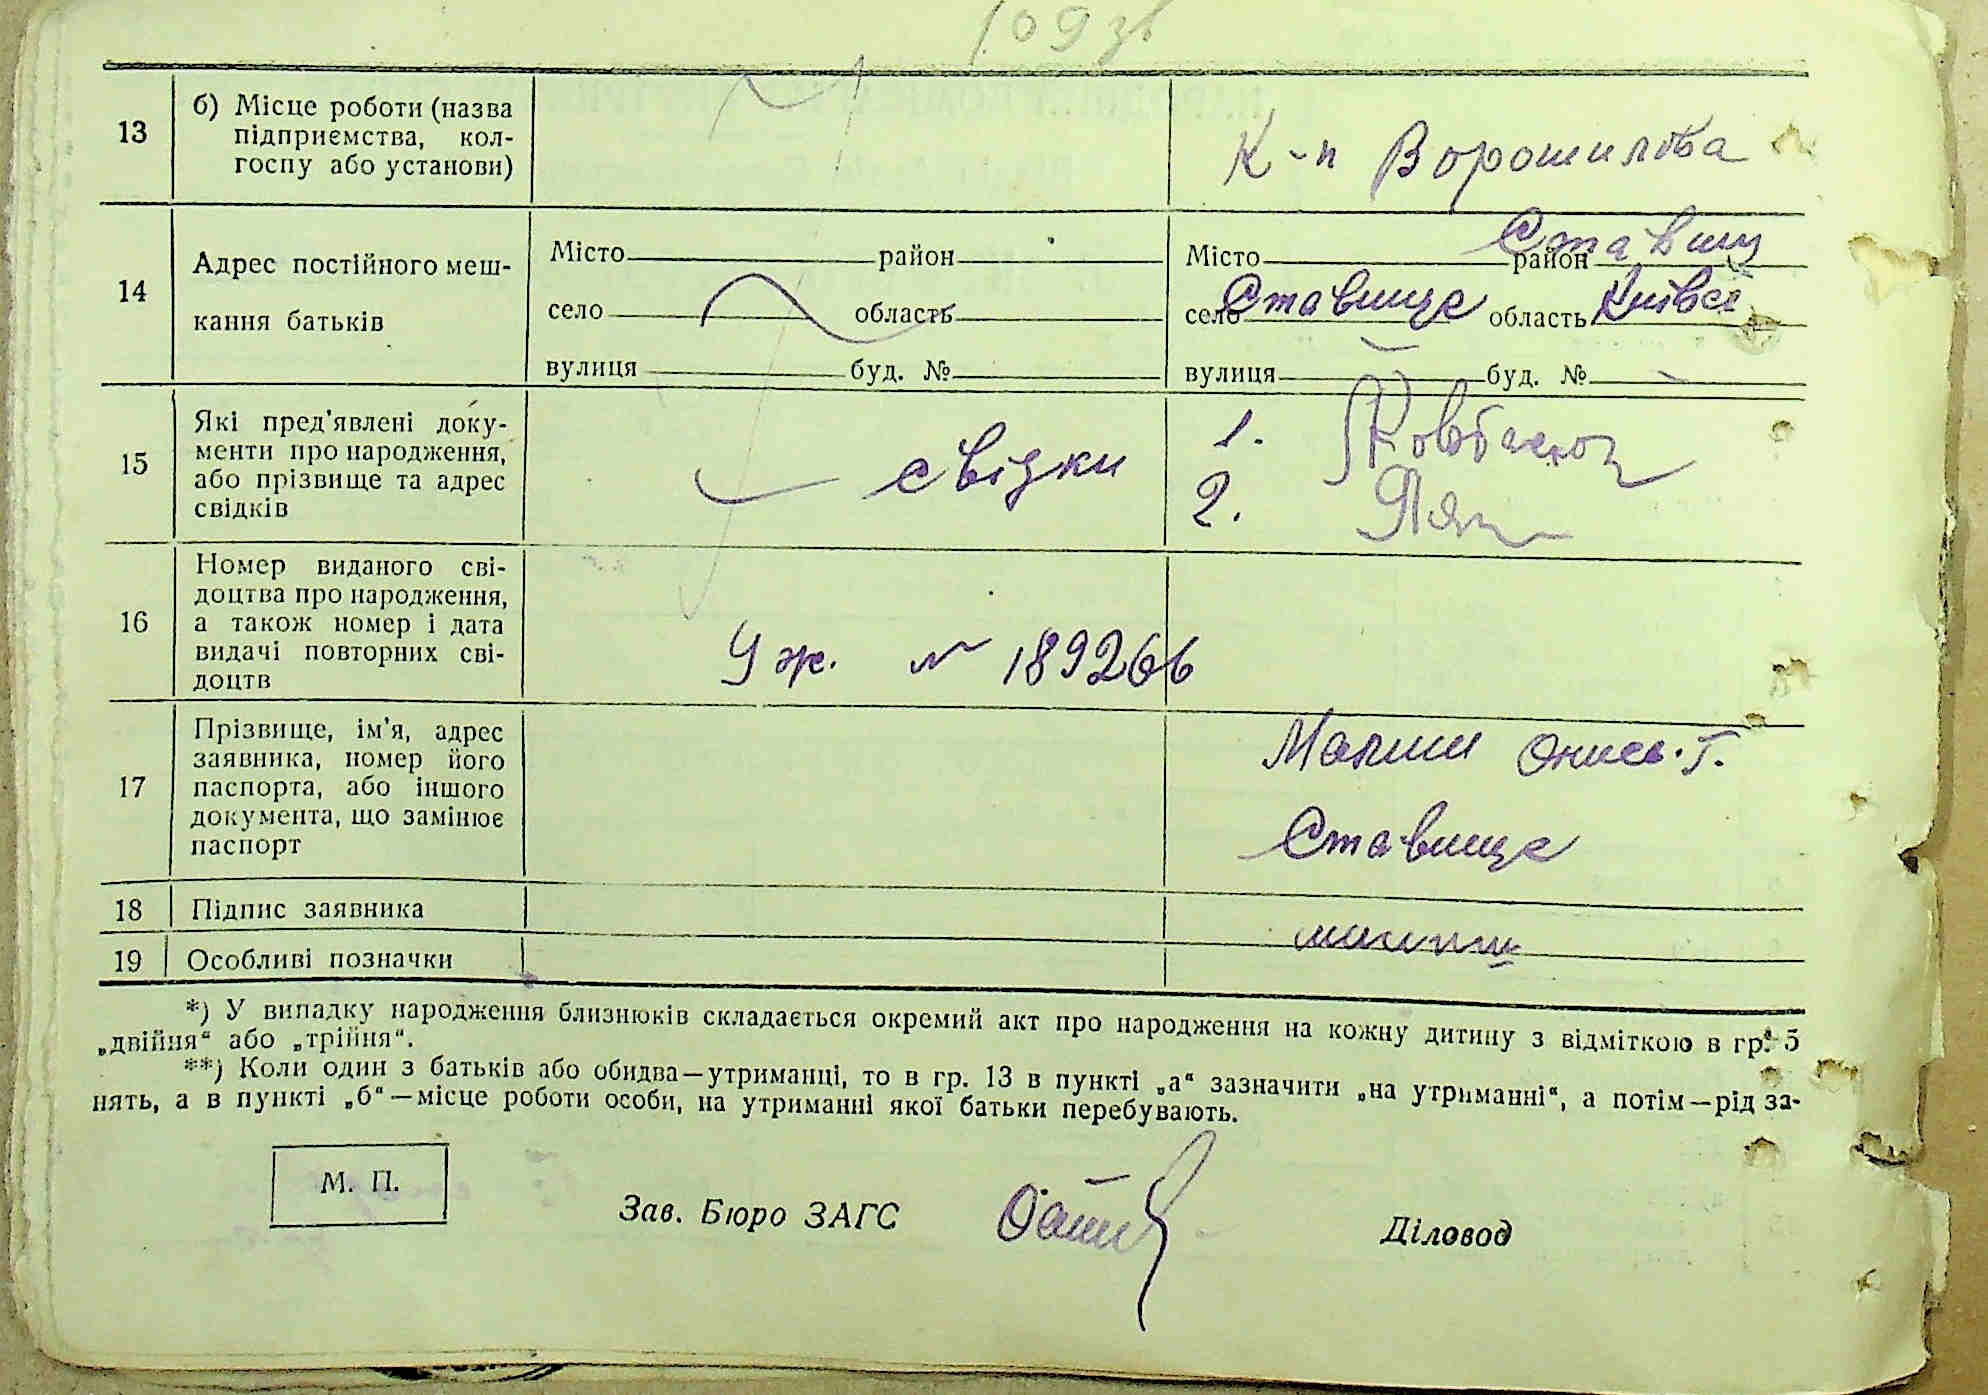 109 зв
13
б) Місце роботи (назва
підприємства, кол-
госпу або установи)
К-п Ворошилова
14
Адрес постійного меш-
кання батьків
Місто район
село область
вулиця буд. №
Місто район Ставищ
село Ставище область Київсь
вулиця буд. №
15
Які пред'явлені доку-
менти про народження,
або прізвище та адрес
свідків
свідки
1.
2.
16
Номер виданого сві-
доцтва про народження,
а також номер і дата
видачі повторних сві-
доцтв
Уж. № 189266
17
Прізвище, ім'я, адрес
заявника, номер його
паспорта, або іншого
документа, що замінює
паспорт
Ставище
18
Підпис заявника
19
Особливі позначки
*) У випадку народження близнюків складається окремий акт про народження на кожну дитину з відміткою в гр. 5
„двійня“ або „трійня“.
**) Коли один з батьків або обидва—утриманці, то в гр. 13 в пункті „а“ зазначити „на утриманні“, а потім—рід за-
нять, а в пункті „б“—місце роботи особи, на утриманні якої батьки перебувають.
М. П.
Зав. Бюро ЗАГС
Діловод